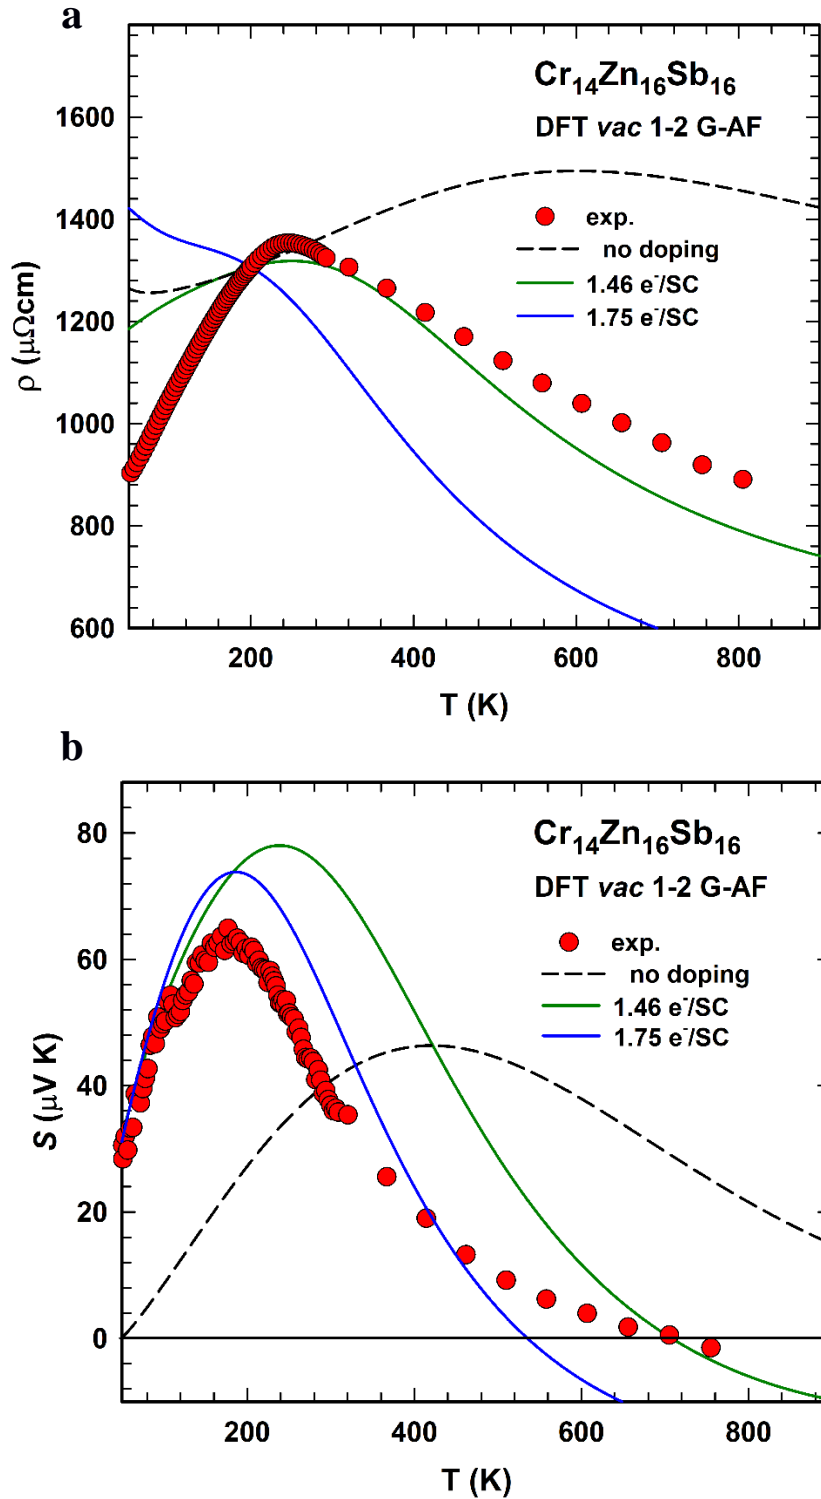 a
Cr₁₄Zn₁₆Sb₁₆
DFT vac 1-2 G-AF
exp.
no doping
1.46 e⁻/SC
1.75 e⁻/SC
1600
1400
1200
1000
800
600
ρ (μΩcm)
200 400 600 800
T (K)
b
Cr₁₄Zn₁₆Sb₁₆
DFT vac 1-2 G-AF
exp.
no doping
1.46 e⁻/SC
1.75 e⁻/SC
80
60
40
20
0
S (μV K)
200 400 600 800
T (K)